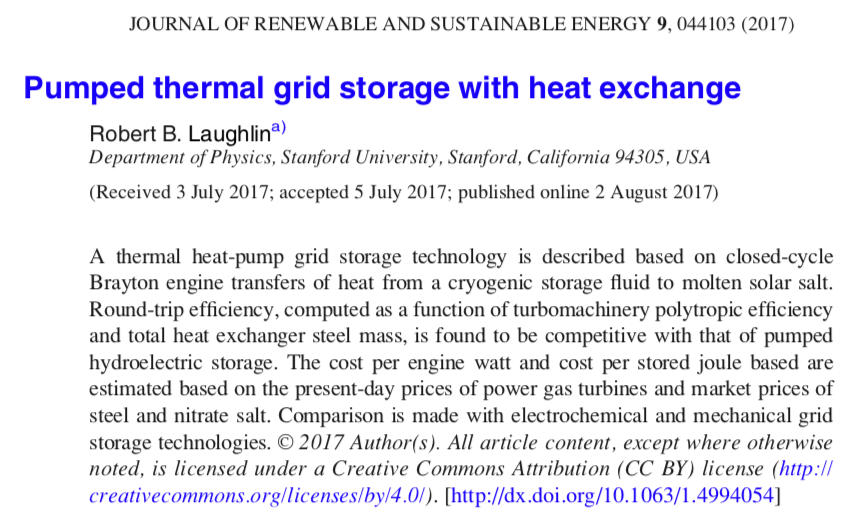 JOURNAL OF RENEWABLE AND SUSTAINABLE ENERGY 9, 044103 (2017)
Pumped thermal grid storage with heat exchange
Robert B. Laughlin^a)
Department of Physics, Stanford University, Stanford, California 94305, USA
(Received 3 July 2017; accepted 5 July 2017; published online 2 August 2017)
A thermal heat-pump grid storage technology is described based on closed-cycle
Brayton engine transfers of heat from a cryogenic storage fluid to molten solar salt.
Round-trip efficiency, computed as a function of turbomachinery polytropic efficiency
and total heat exchanger steel mass, is found to be competitive with that of pumped
hydroelectric storage. The cost per engine watt and cost per stored joule based are
estimated based on the present-day prices of power gas turbines and market prices of
steel and nitrate salt. Comparison is made with electrochemical and mechanical grid
storage technologies. © 2017 Author(s). All article content, except where otherwise
noted, is licensed under a Creative Commons Attribution (CC BY) license (http://
creativecommons.org/licenses/by/4.0/). [http://dx.doi.org/10.1063/1.4994054]